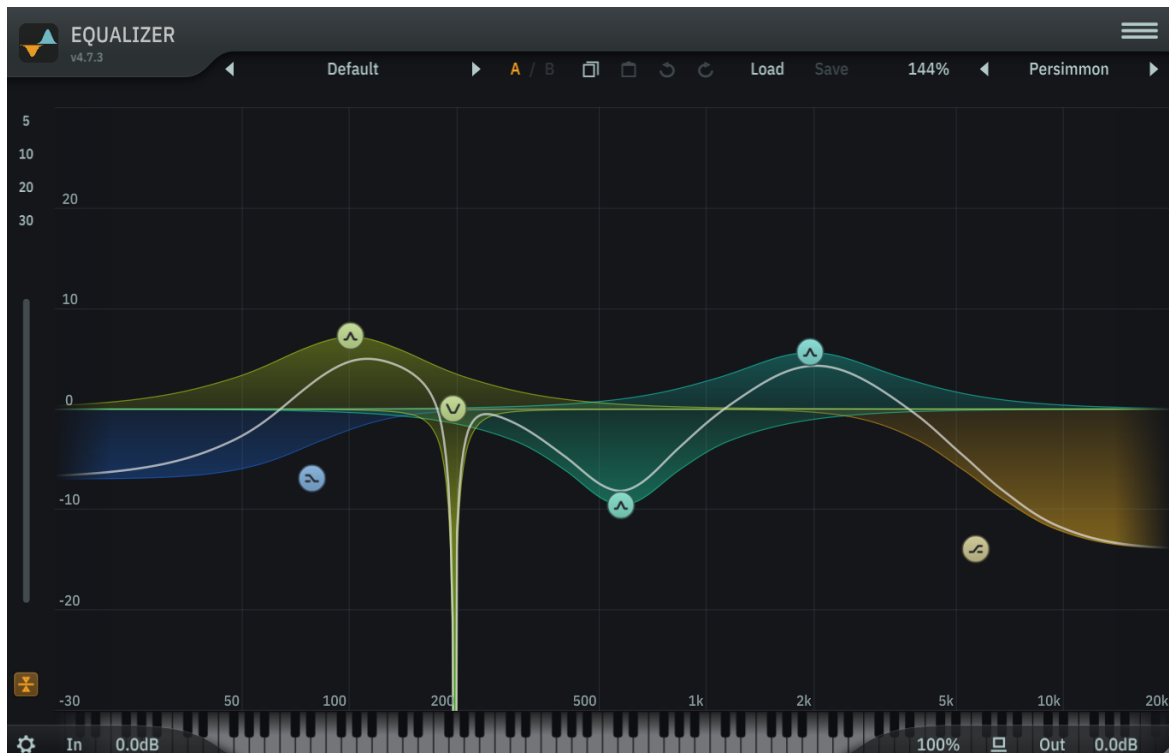 EQUALIZER
v4.7.3
Default A / B Load Save 144% Persimmon
5
10
20
30
20
10
0
-10
-20
-30
50 100 200 500 1k 2k 5k 10k 20k
In 0.0dB 100% Out 0.0dB